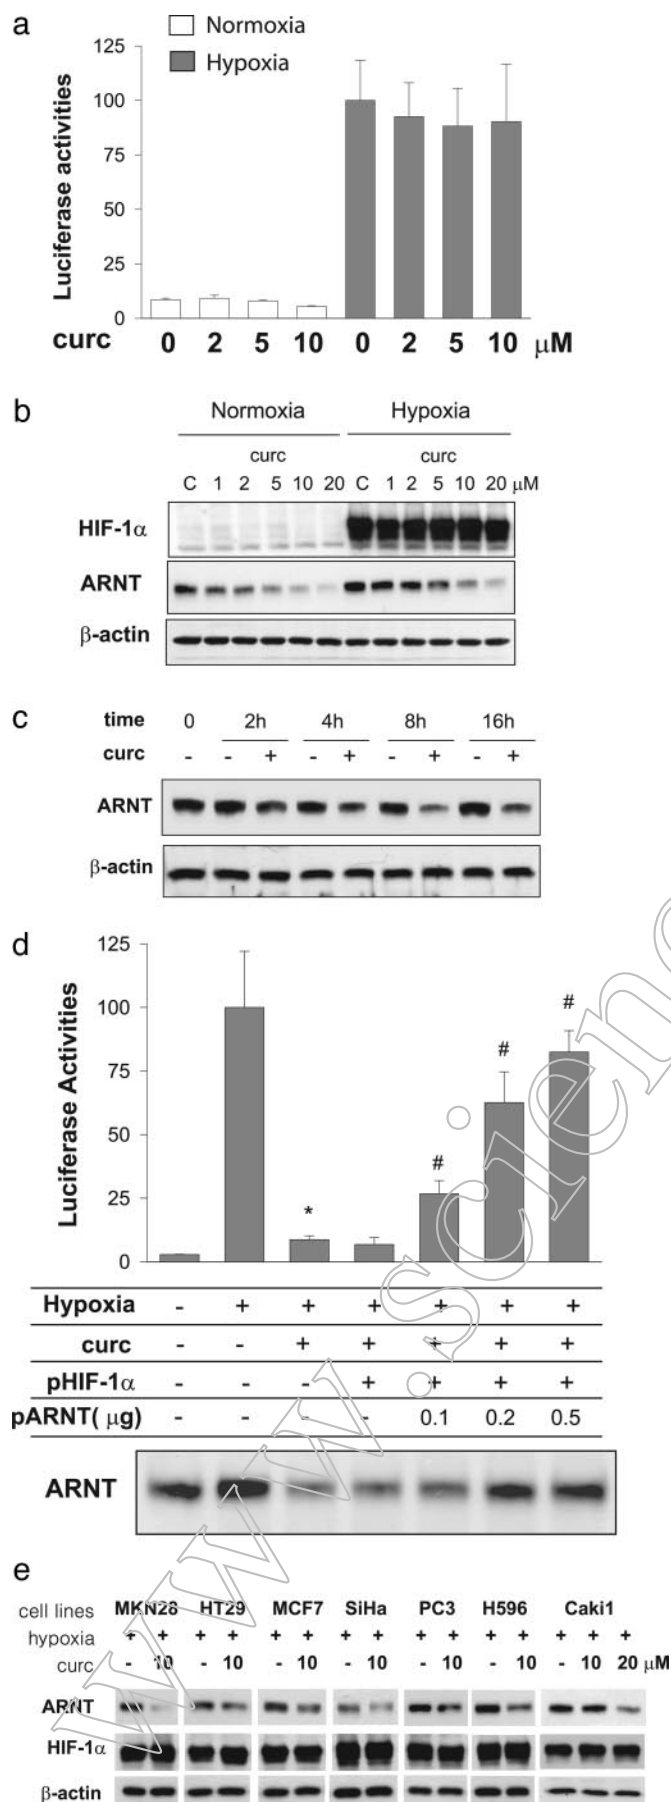 a
Normoxia
Hypoxia
Luciferase activities
125
100
75
50
25
0
curc 0 2 5 10 0 2 5 10 μM
b
Normoxia Hypoxia
curc curc
C 1 2 5 10 20 C 1 2 5 10 20 μM
HIF-1α
ARNT
β-actin
c
time 0 2h 4h 8h 16h
curc - - + - + - + - +
ARNT
β-actin
d
Luciferase Activities
125
100
75
50
25
0
* # # #
Hypoxia - + + + + + +
curc - - + + + + +
pHIF-1α - - - + + + +
pARNT( μg) - - - - 0.1 0.2 0.5
ARNT
e
cell lines MKN28 HT29 MCF7 SiHa PC3 H596 Caki1
hypoxia + + + + + + + + + + + + + + +
curc - 10 - 10 - 10 - 10 - 10 - 10 - 10 20 μM
ARNT
HIF-1α
β-actin
www.scienc